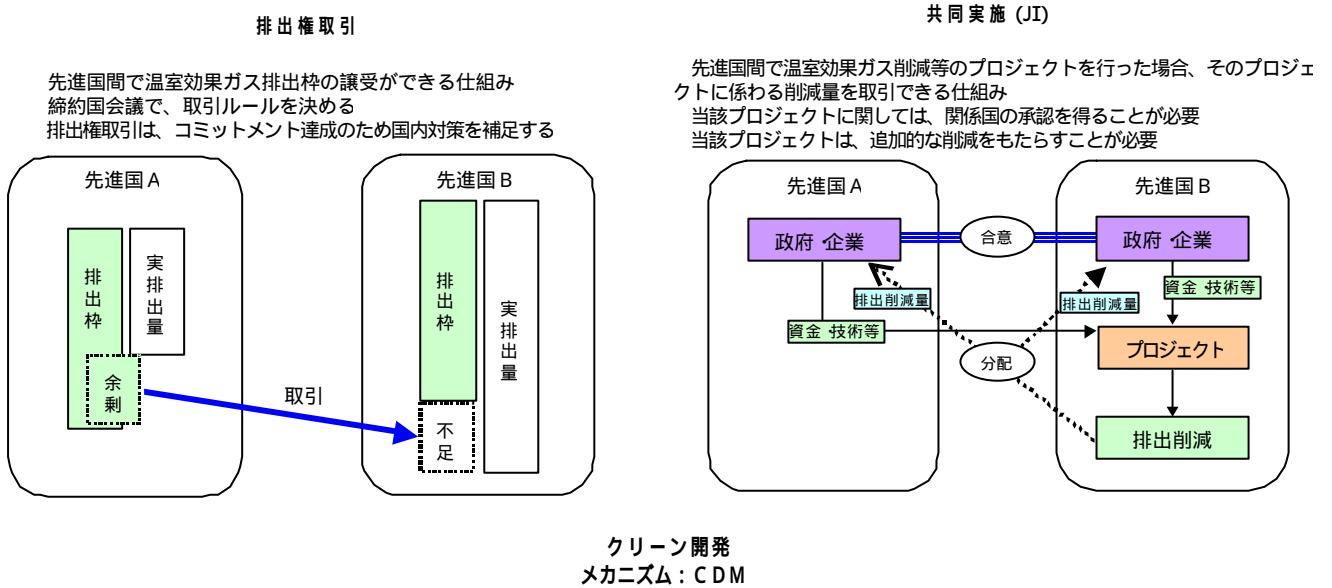 排出権取引
先進国間で温室効果ガス排出枠の譲受ができる仕組み
締約国会議で、取引ルールを決める
排出権取引は、コミットメント達成のため国内対策を補足する
先進国A
排出枠
実排出量
余剰
取引
先進国B
排出枠
実排出量
不足
共同実施 (JI)
先進国間で温室効果ガス削減等のプロジェクトを行った場合、そのプロジェ
クトに係わる削減量を取引できる仕組み
当該プロジェクトに関しては、関係国の承認を得ることが必要
当該プロジェクトは、追加的な削減をもたらすことが必要
先進国A
政府・企業
合意
先進国B
政府・企業
排出削減量
資金・技術等
分配
排出削減量
資金・技術等
プロジェクト
排出削減
クリーン開発
メカニズム：CDM